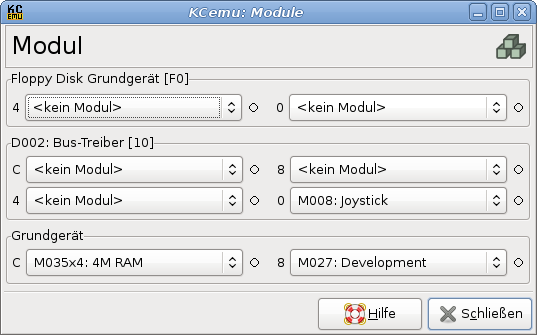 KC
emu
KCemu: Module
Modul
Floppy Disk Grundgerät [F0]
4 <kein Modul> 0 <kein Modul>
D002: Bus-Treiber [10]
C <kein Modul> 8 <kein Modul>
4 <kein Modul> 0 M008: Joystick
Grundgerät
C M035x4: 4M RAM 8 M027: Development
Hilfe Schließen